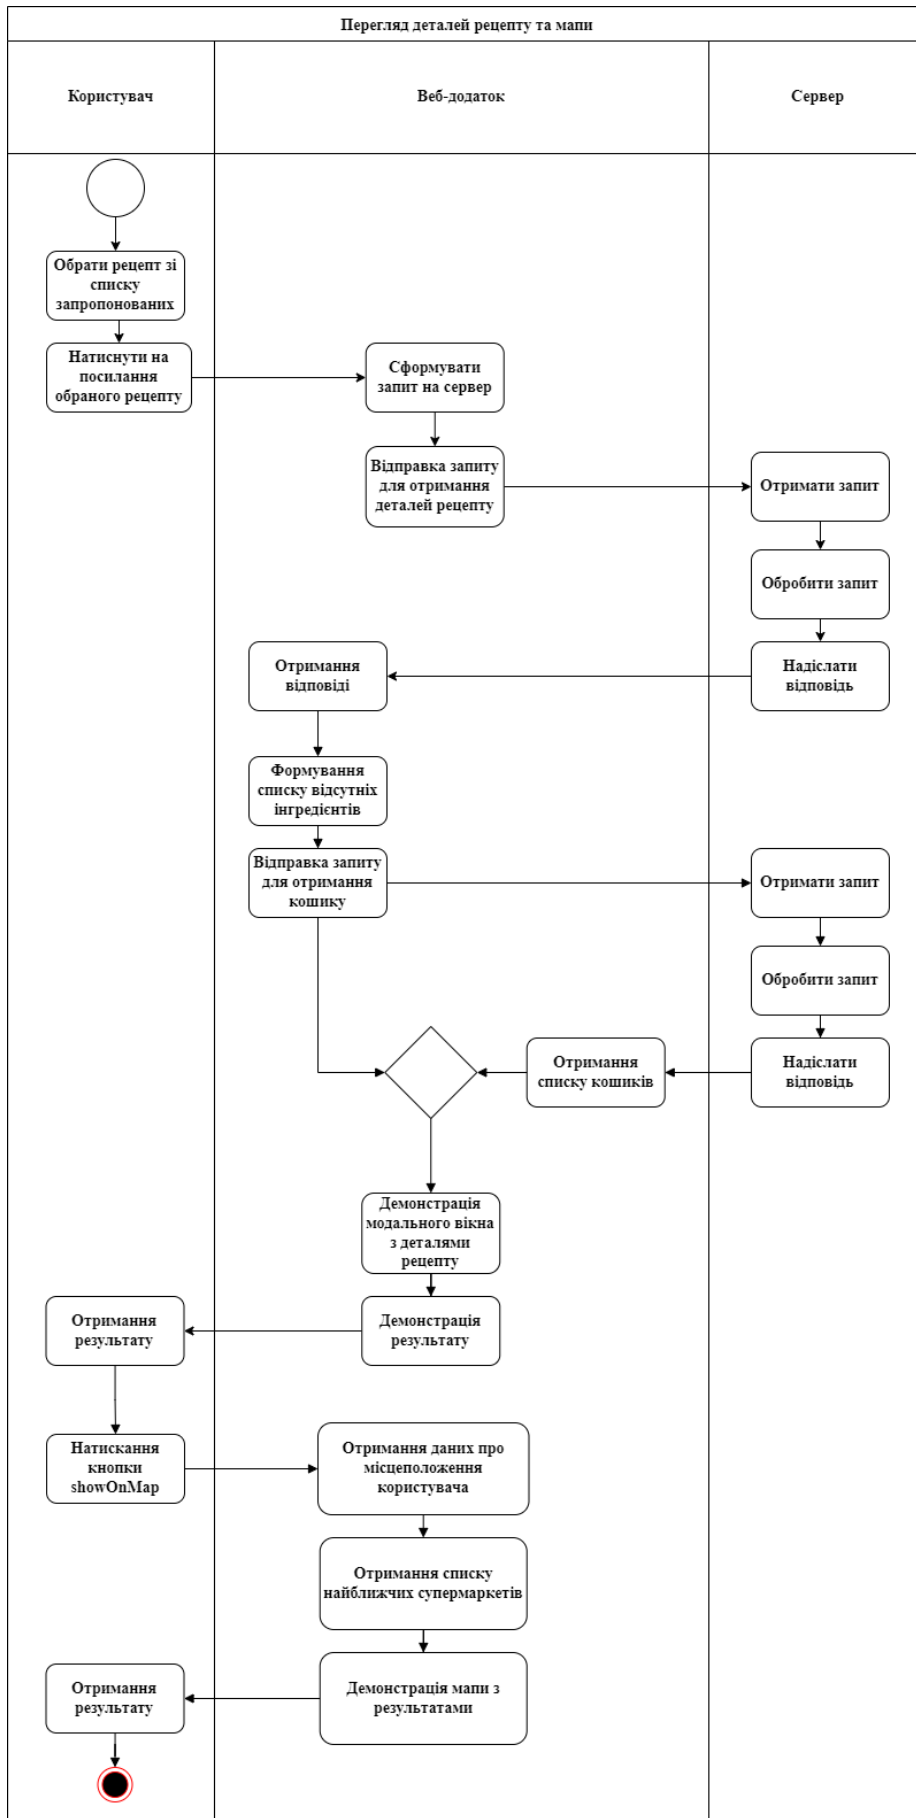 Перегляд деталей рецепту та мапи
Користувач
Веб-додаток
Сервер
Обрати рецепт зі
списку
запропонованих
Натиснути на
посилання
обраного рецепту
Сформувати
запит на сервер
Відправка запиту
для отримання
деталей рецепту
Отримати запит
Обробити запит
Надіслати
відповідь
Отримання
відповіді
Формування
списку відсутніх
інгредієнтів
Відправка запиту
для отримання
кошику
Отримати запит
Обробити запит
Надіслати
відповідь
Отримання
списку кошиків
Демонстрація
модального вікна
з деталями
рецепту
Демонстрація
результату
Отримання
результату
Натискання
кнопки
showOnMap
Отримання даних про
місцеположення
користувача
Отримання списку
найближчих супермаркетів
Демонстрація мапи з
результатами
Отримання
результату